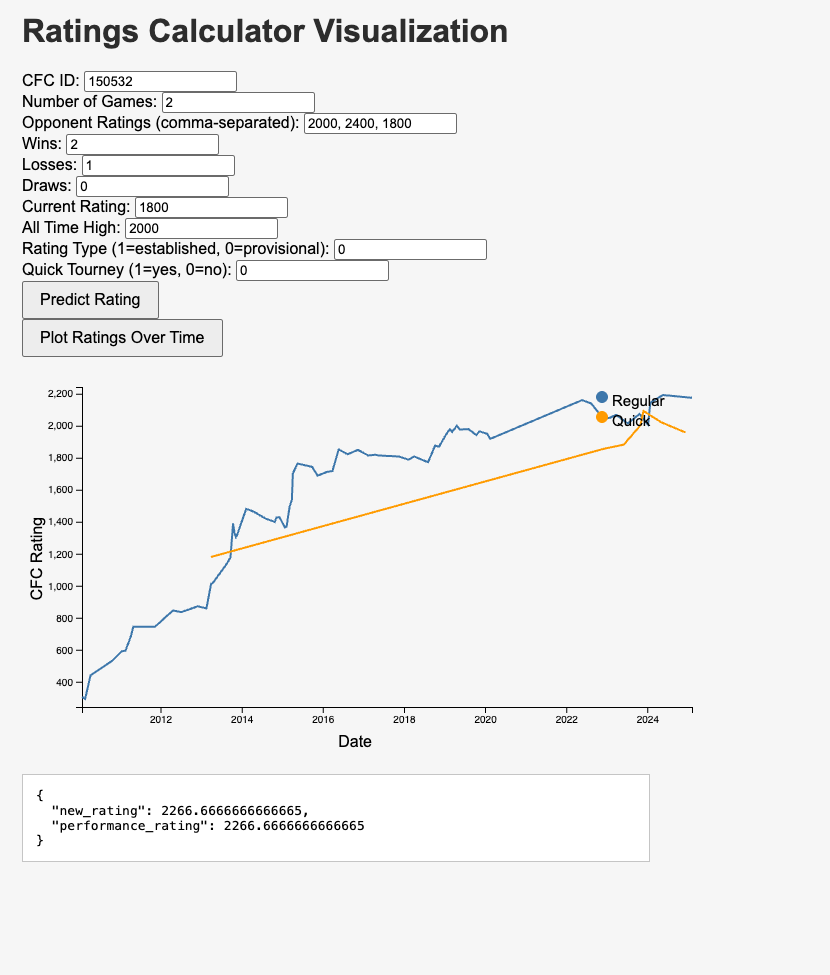 Ratings Calculator Visualization
CFC ID: 150532
Number of Games: 2
Opponent Ratings (comma-separated): 2000, 2400, 1800
Wins: 2
Losses: 1
Draws: 0
Current Rating: 1800
All Time High: 2000
Rating Type (1=established, 0=provisional): 0
Quick Tourney (1=yes, 0=no): 0
Predict Rating
Plot Ratings Over Time
2,200
2,000
1,800
1,600
1,400
1,200
1,000
800
600
400
CFC Rating
Regular
Quick
2012 2014 2016 2018 2020 2022 2024
Date
{
"new_rating": 2266.6666666666665,
"performance_rating": 2266.6666666666665
}